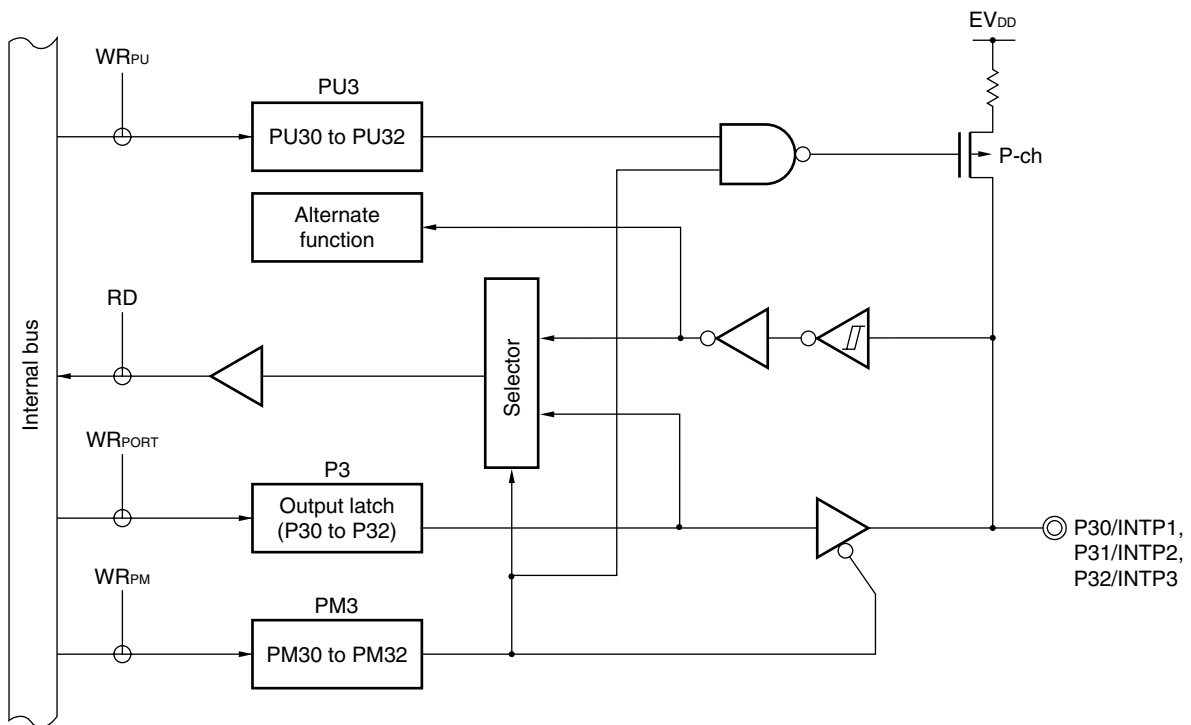 EVDD
WRPU
PU3
PU30 to PU32
P-ch
Alternate
function
RD
Internal bus
Selector
WRPORT
P3
Output latch
(P30 to P32)
P30/INTP1,
P31/INTP2,
P32/INTP3
WRPM
PM3
PM30 to PM32